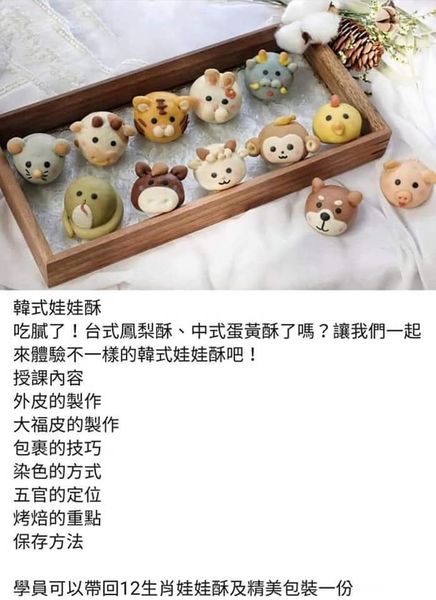 韓式娃娃酥
吃膩了！台式鳳梨酥、中式蛋黃酥了嗎？讓我們一起
來體驗不一樣的韓式娃娃酥吧！
授課內容
外皮的製作
大福皮的製作
包裹的技巧
染色的方式
五官的定位
烤焙的重點
保存方法
學員可以帶回12生肖娃娃酥及精美包裝一份